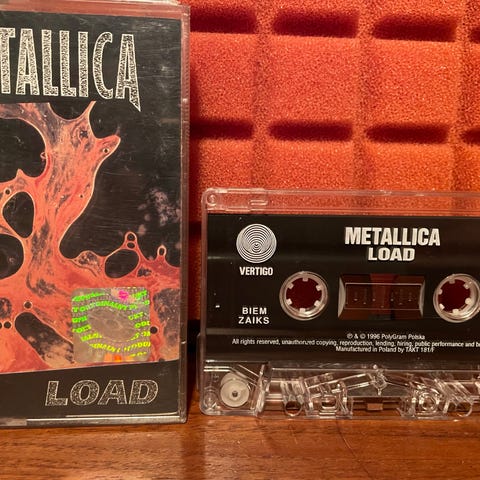 TALLICA
LOAD
VERTIGO
BIEM
ZAIKS
METALLICA
LOAD
℗ & © 1996 PolyGram Polska
All rights reserved, unauthorized copying, reproduction, lending, hiring, public performance and b
Manufactured in Poland by TAKT 181/I